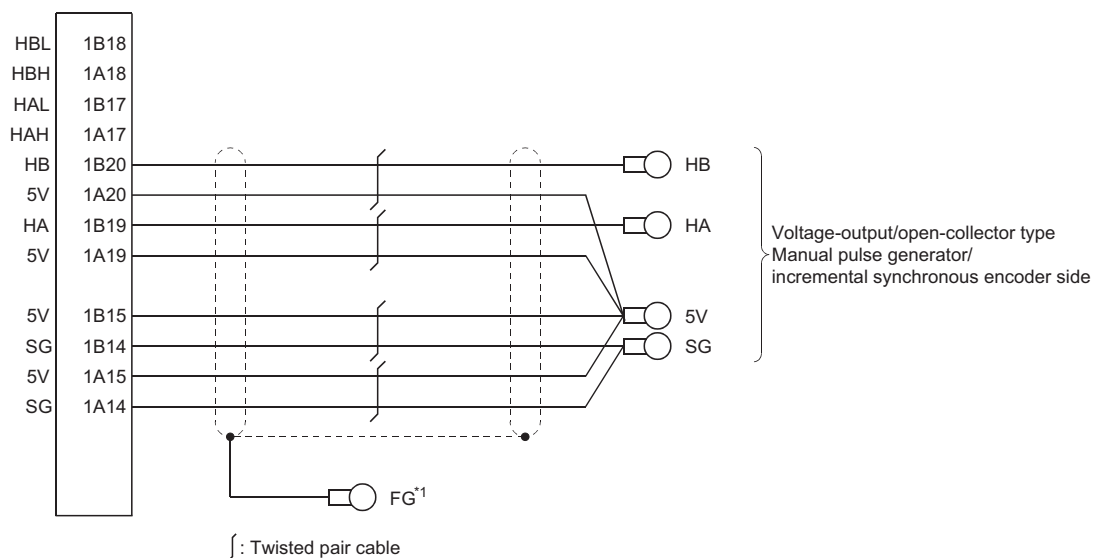 HBL 1B18
HBH 1A18
HAL 1B17
HAH 1A17
HB 1B20 HB
5V 1A20
HA 1B19 HA
5V 1A19
Voltage-output/open-collector type
Manual pulse generator/
incremental synchronous encoder side
5V 1B15 5V
SG 1B14 SG
5V 1A15
SG 1A14
FG*1
: Twisted pair cable